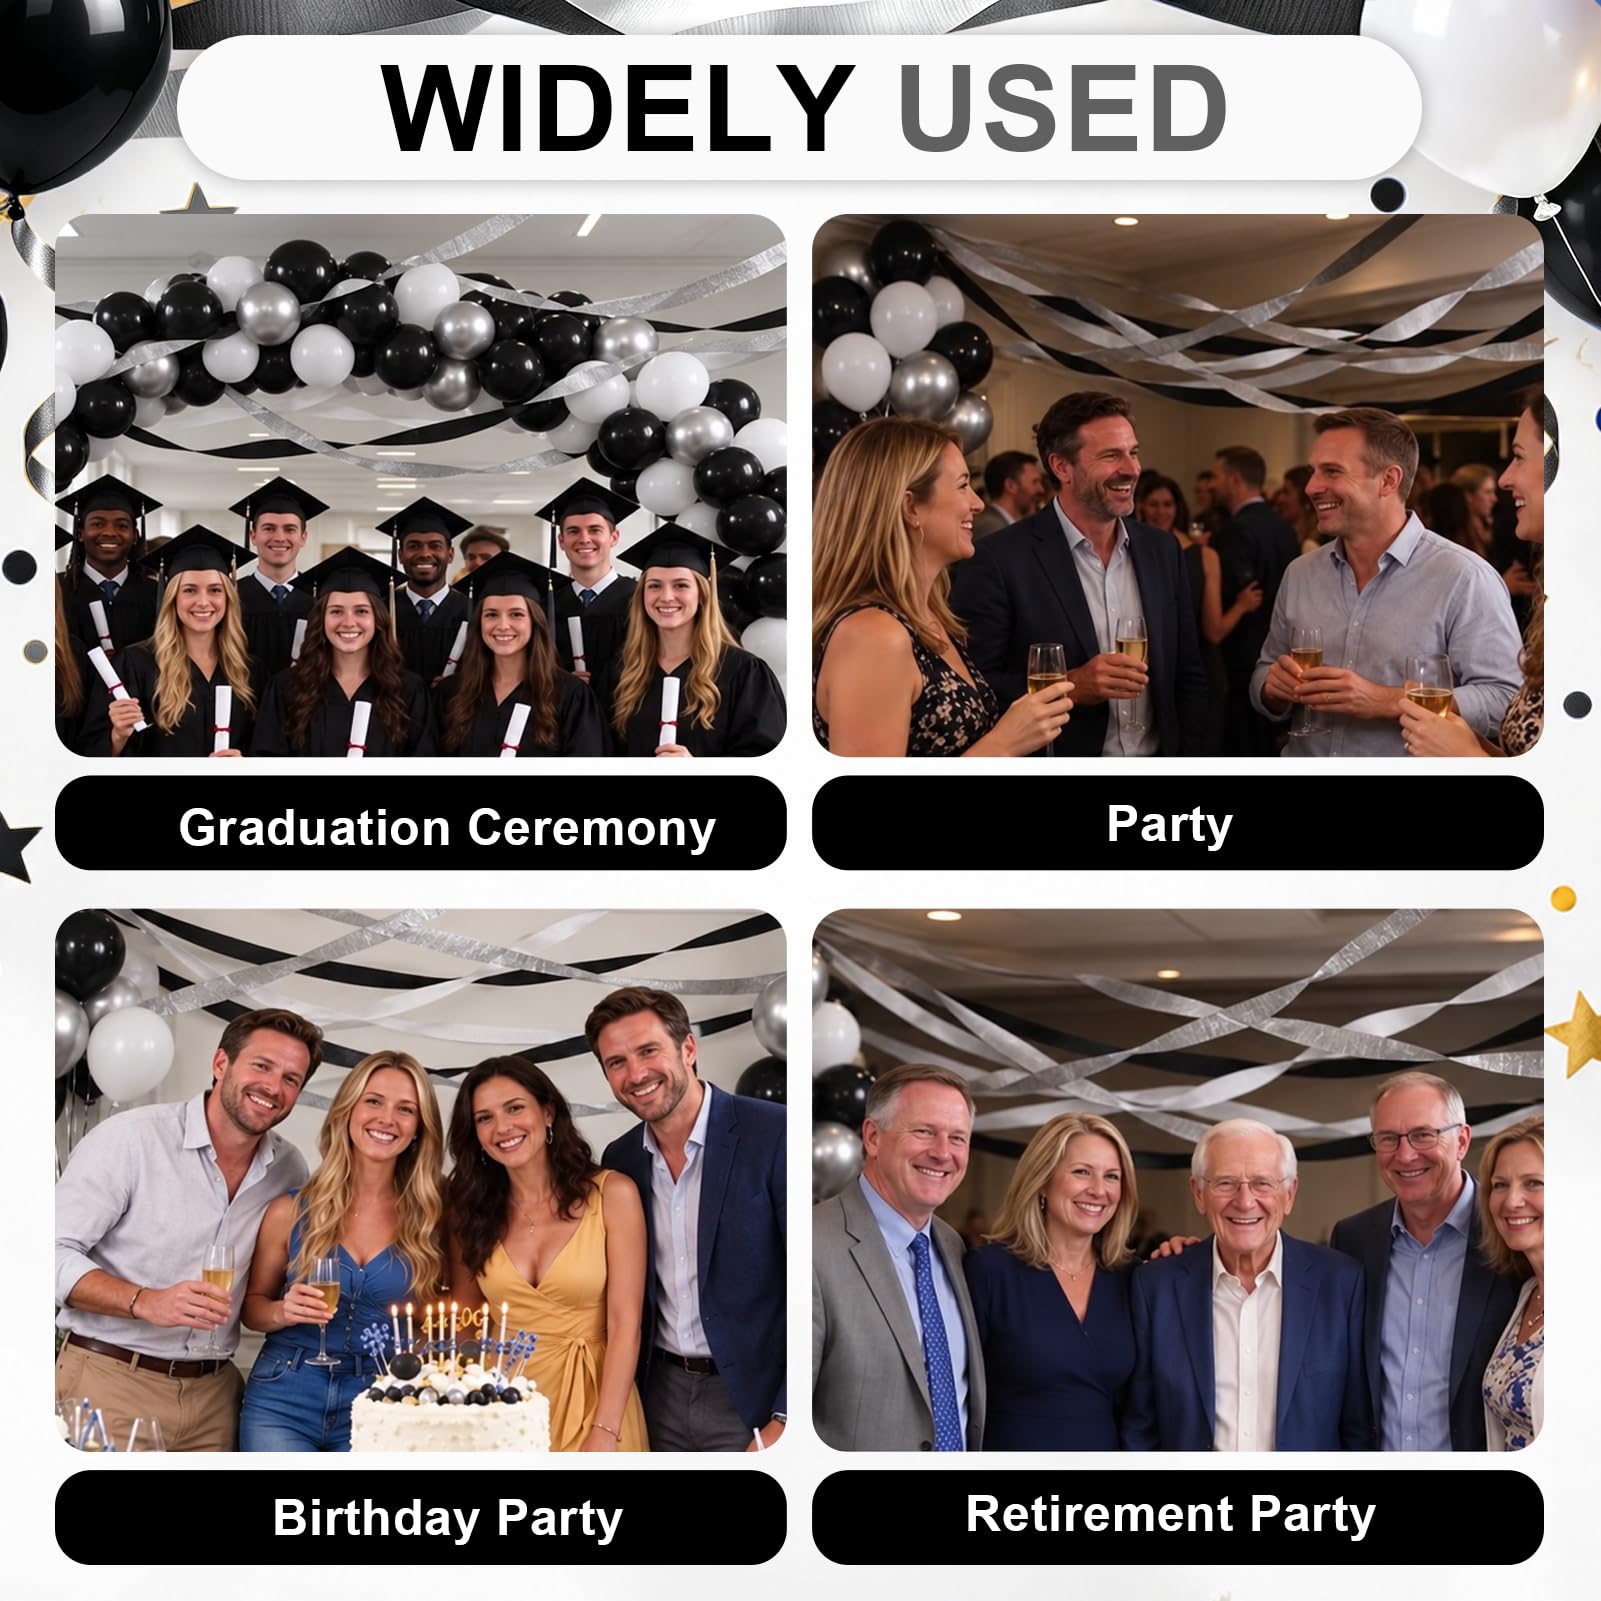 WIDELY USED
Graduation Ceremony
Party
Birthday Party
Retirement Party